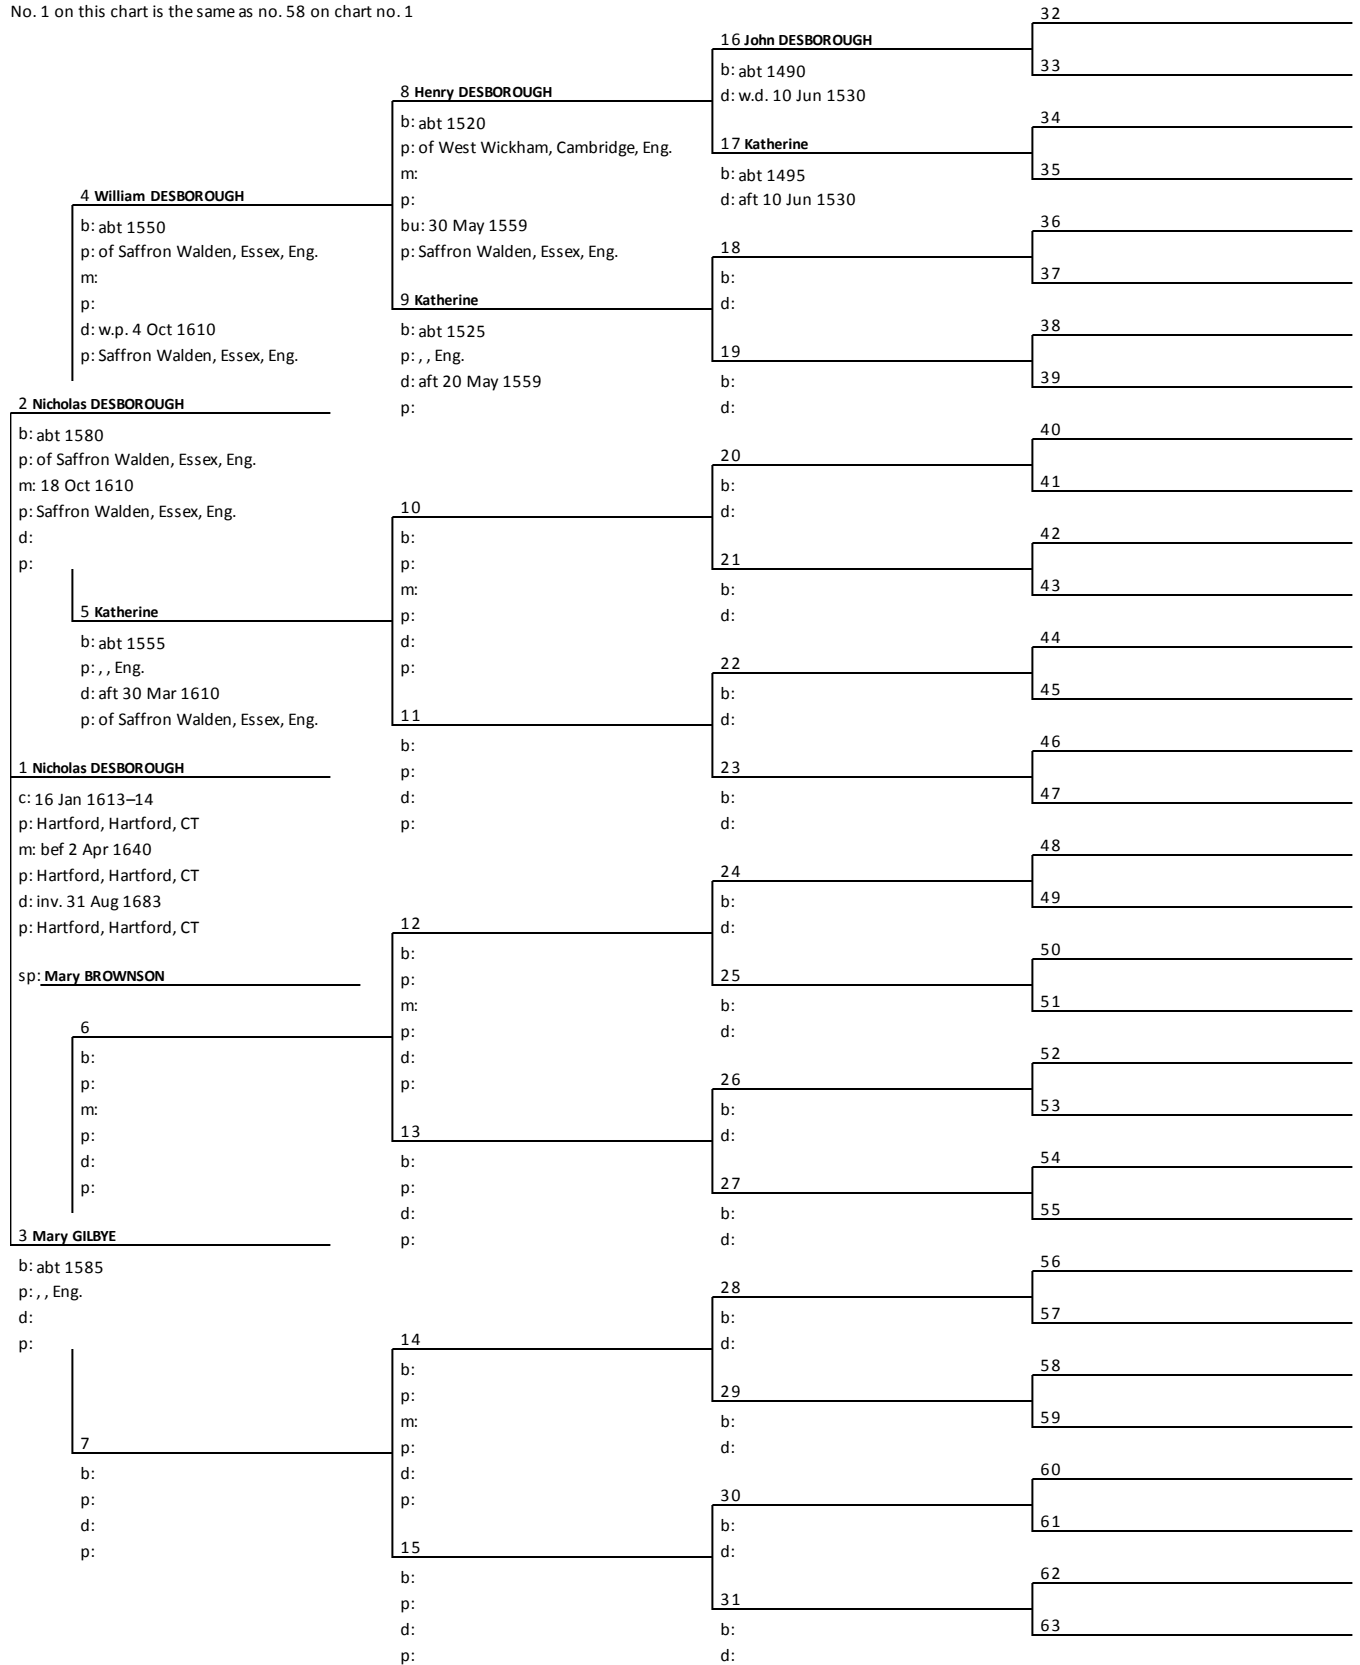 No. 1 on this chart is the same as no. 58 on chart no. 1
1 Nicholas DESBOROUGH
c: 16 Jan 1613–14
p: Hartford, Hartford, CT
m: bef 2 Apr 1640
p: Hartford, Hartford, CT
d: inv. 31 Aug 1683
p: Hartford, Hartford, CT
sp: Mary BROWNSON
2 Nicholas DESBOROUGH
b: abt 1580
p: of Saffron Walden, Essex, Eng.
m: 18 Oct 1610
p: Saffron Walden, Essex, Eng.
d:
p:
3 Mary GILBYE
b: abt 1585
p: , , Eng.
d:
p:
4 William DESBOROUGH
b: abt 1550
p: of Saffron Walden, Essex, Eng.
m:
p:
d: w.p. 4 Oct 1610
p: Saffron Walden, Essex, Eng.
5 Katherine
b: abt 1555
p: , , Eng.
d: aft 30 Mar 1610
p: of Saffron Walden, Essex, Eng.
6
b:
p:
m:
p:
d:
p:
7
b:
p:
d:
p:
8 Henry DESBOROUGH
b: abt 1520
p: of West Wickham, Cambridge, Eng.
m:
p:
bu: 30 May 1559
p: Saffron Walden, Essex, Eng.
9 Katherine
b: abt 1525
p: , , Eng.
d: aft 20 May 1559
p:
10
b:
p:
m:
p:
d:
p:
11
b:
p:
d:
p:
12
b:
p:
m:
p:
d:
p:
13
b:
p:
d:
p:
14
b:
p:
m:
p:
d:
p:
15
b:
p:
d:
p:
16 John DESBOROUGH
b: abt 1490
d: w.d. 10 Jun 1530
17 Katherine
b: abt 1495
d: aft 10 Jun 1530
18
b:
d:
19
b:
d:
20
b:
d:
21
b:
d:
22
b:
d:
23
b:
d:
24
b:
d:
25
b:
d:
26
b:
d:
27
b:
d:
28
b:
d:
29
b:
d:
30
b:
d:
31
b:
d:
32
33
34
35
36
37
38
39
40
41
42
43
44
45
46
47
48
49
50
51
52
53
54
55
56
57
58
59
60
61
62
63